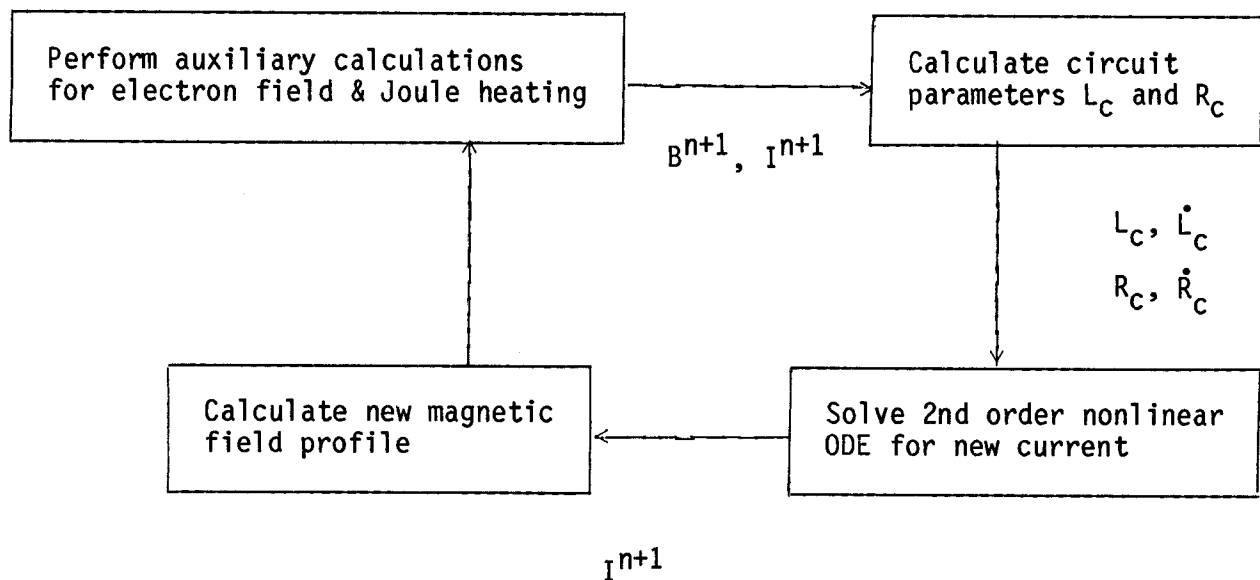 Perform auxiliary calculations
for electron field & Joule heating
Calculate circuit
parameters L_C and R_C
B^{n+1}, I^{n+1}
L_C, L̇_C
R_C, Ṙ_C
Calculate new magnetic
field profile
Solve 2nd order nonlinear
ODE for new current
I^{n+1}